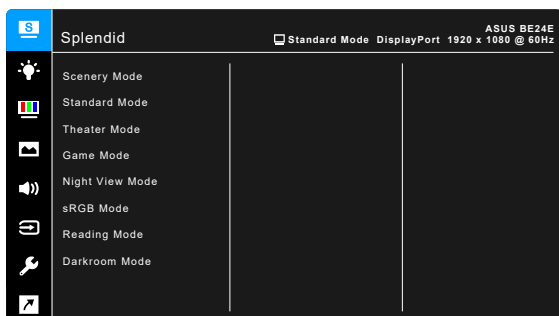 S
Splendid
ASUS BE24E
Standard Mode DisplayPort 1920 x 1080 @ 60Hz
Scenery Mode
Standard Mode
Theater Mode
Game Mode
Night View Mode
sRGB Mode
Reading Mode
Darkroom Mode